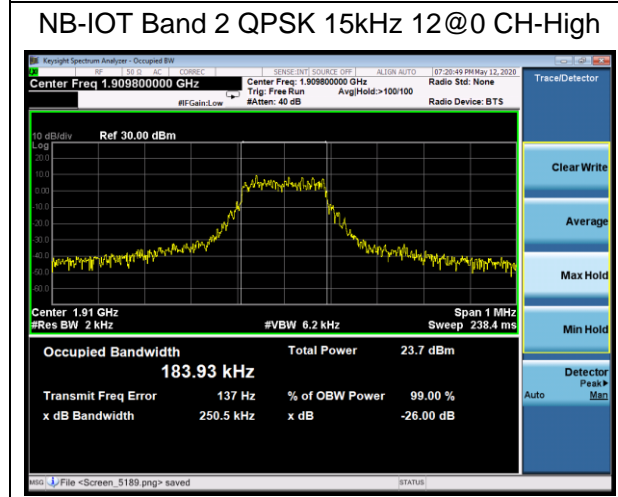 NB-IOT Band 2 QPSK 15kHz 12@0 CH-High
Keysight Spectrum Analyzer - Occupied BW
RF 50 Ω AC CORREC SENSE:INT SOURCE OFF ALIGN AUTO 07:20:49 PM May 12, 2020
Center Freq 1.909800000 GHz Center Freq: 1.909800000 GHz Radio Std: None Trace/Detector
Trig: Free Run Avg|Hold:>100/100
#IFGain:Low #Atten: 40 dB Radio Device: BTS
10 dB/div Ref 30.00 dBm
Log
20.0
10.0
0.00
-10.0
-20.0
-30.0
-40.0
-50.0
-60.0
Clear Write
Average
Max Hold
Min Hold
Center 1.91 GHz Span 1 MHz
#Res BW 2 kHz #VBW 6.2 kHz Sweep 238.4 ms
Occupied Bandwidth Total Power 23.7 dBm
183.93 kHz
Transmit Freq Error 137 Hz % of OBW Power 99.00 %
x dB Bandwidth 250.5 kHz x dB -26.00 dB
Detector
Peak▶
Auto Man
MSG File <Screen_5189.png> saved STATUS